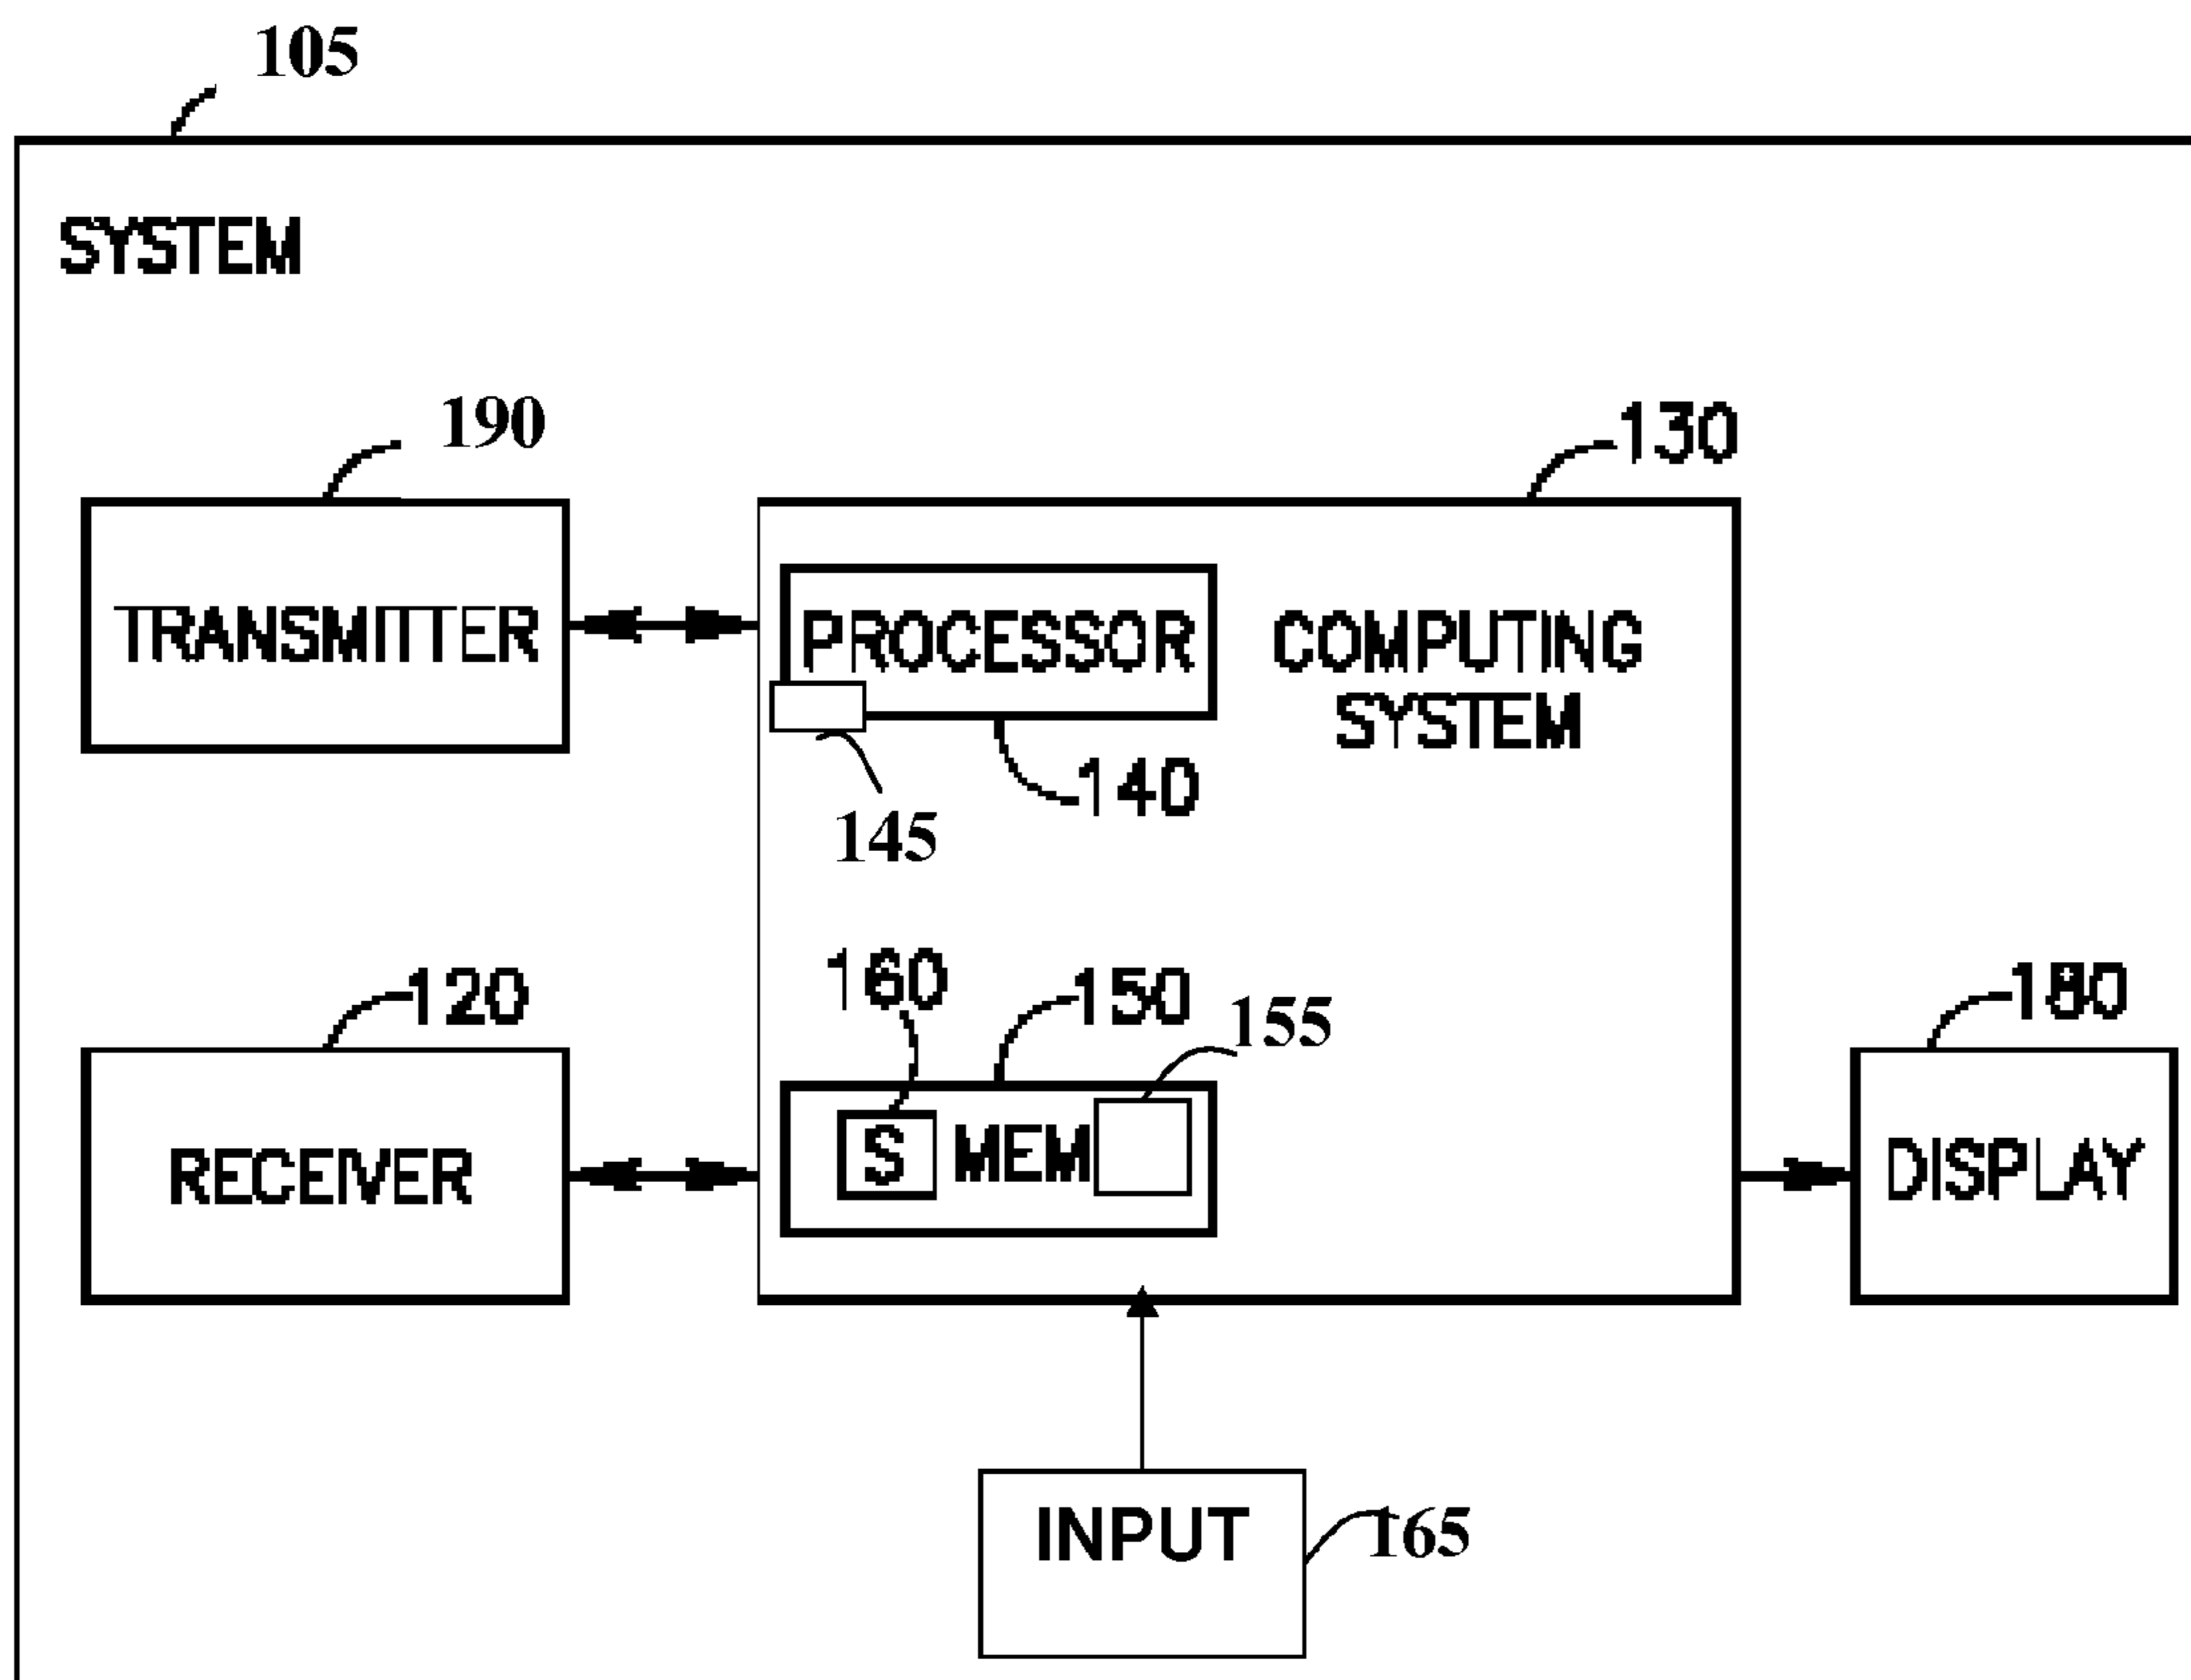 105
SYSTEM
190
130
TRANSMITTER
PROCESSOR
COMPUTING
SYSTEM
140
145
120
160
150
155
180
RECEIVER
S MEM
DISPLAY
INPUT
165